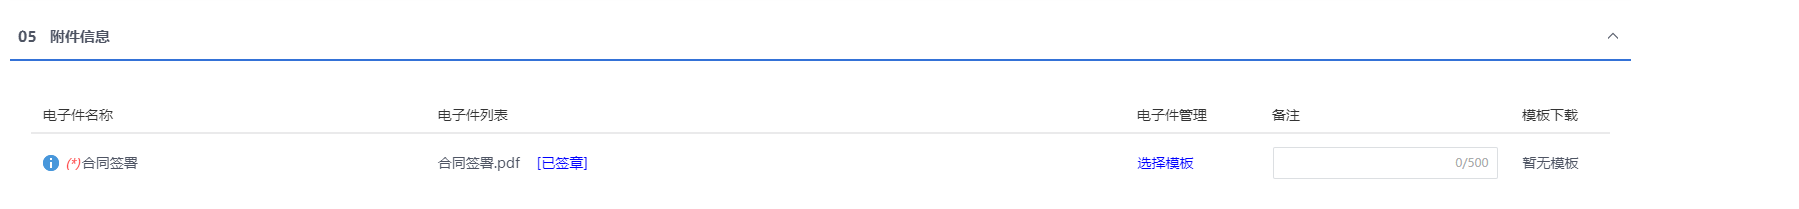 05 附件信息
电子件名称 电子件列表 电子件管理 备注 模板下载
(*)合同签署 合同签署.pdf [已签章] 选择模板 0/500 暂无模板